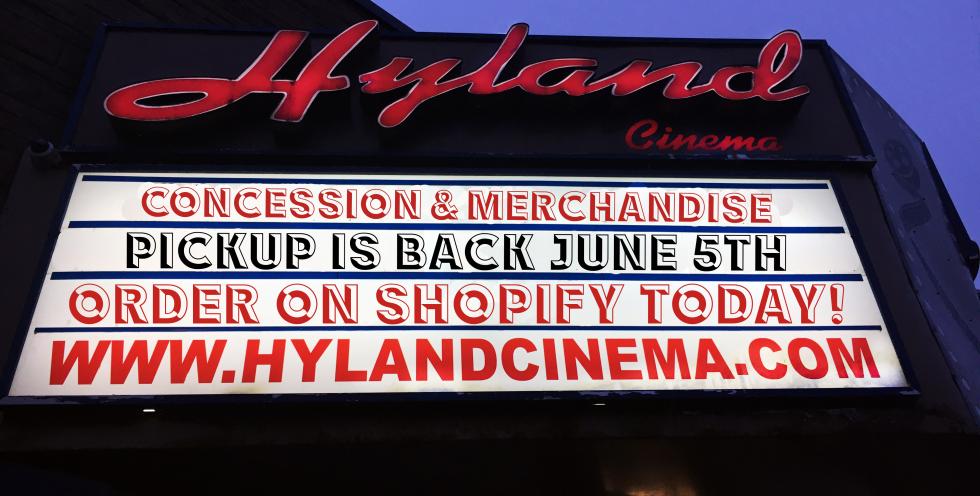 Hyland
Cinema
CONCESSION & MERCHANDISE
PICKUP IS BACK JUNE 5TH
ORDER ON SHOPIFY TODAY!
WWW.HYLANDCINEMA.COM